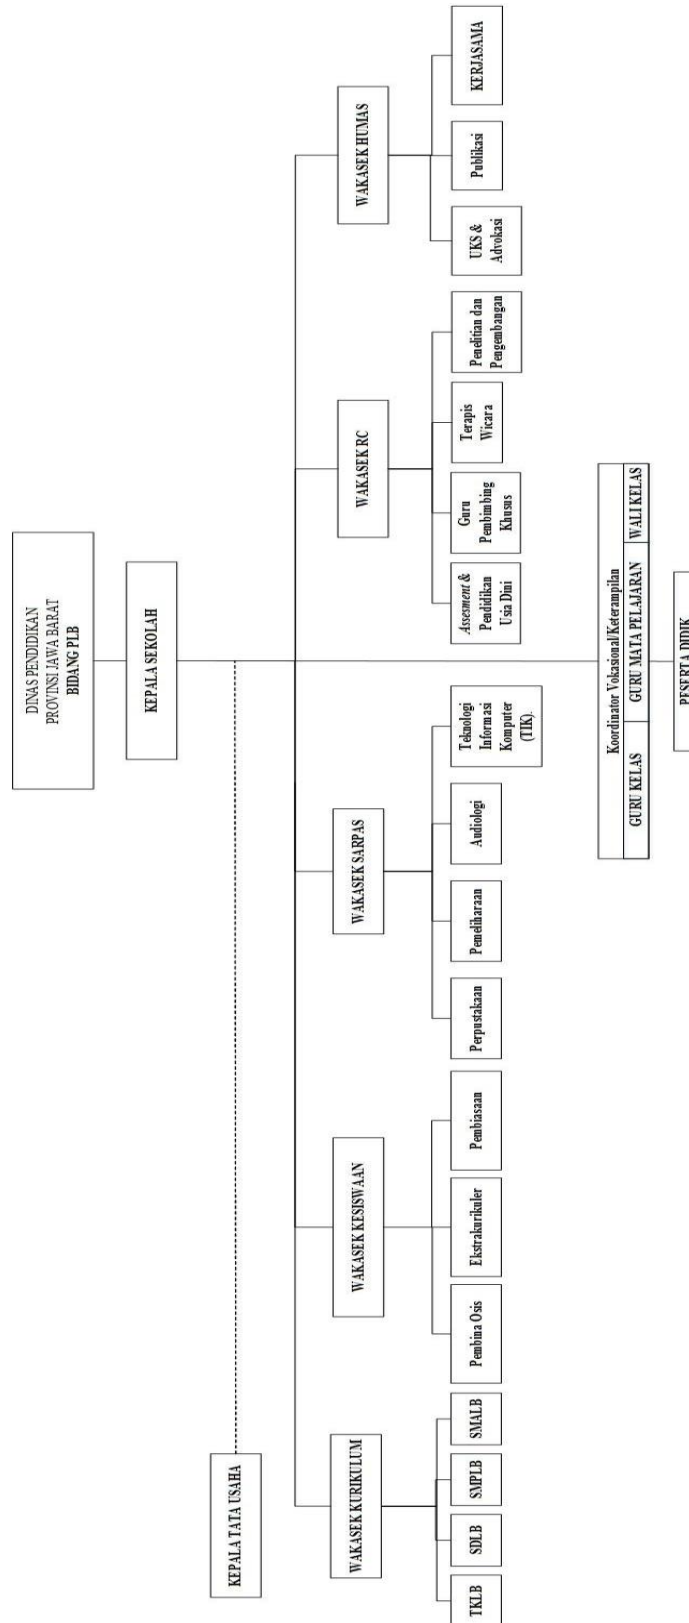 DINAS PENDIDIKAN
PROVINSI JAWA BARAT
BIDANG PLB
KEPALA SEKOLAH
KEPALA TATA USAHA
WAKASEK KURIKULUM
WAKASEK KESISWAAN
WAKASEK SARPAS
WAKASEK RC
WAKASEK HUMAS
TKLB
SDLB
SMPLB
SMALB
Pembina Osis
Ekstrakurikuler
Pembiasaan
Perpustakaan
Pemeliharaan
Audiologi
Teknologi
Informasi
Komputer
(TIK).
Assesment &
Pendidikan
Usia Dini
Guru
Pembimbing
Khusus
Terapis
Wicara
Penelitian dan
Pengembangan
UKS &
Advokasi
Publikasi
KERJASAMA
Koordinator Vokasional/Keterampilan
GURU KELAS
GURU MATA PELAJARAN
WALI KELAS
PESERTA DIDIK